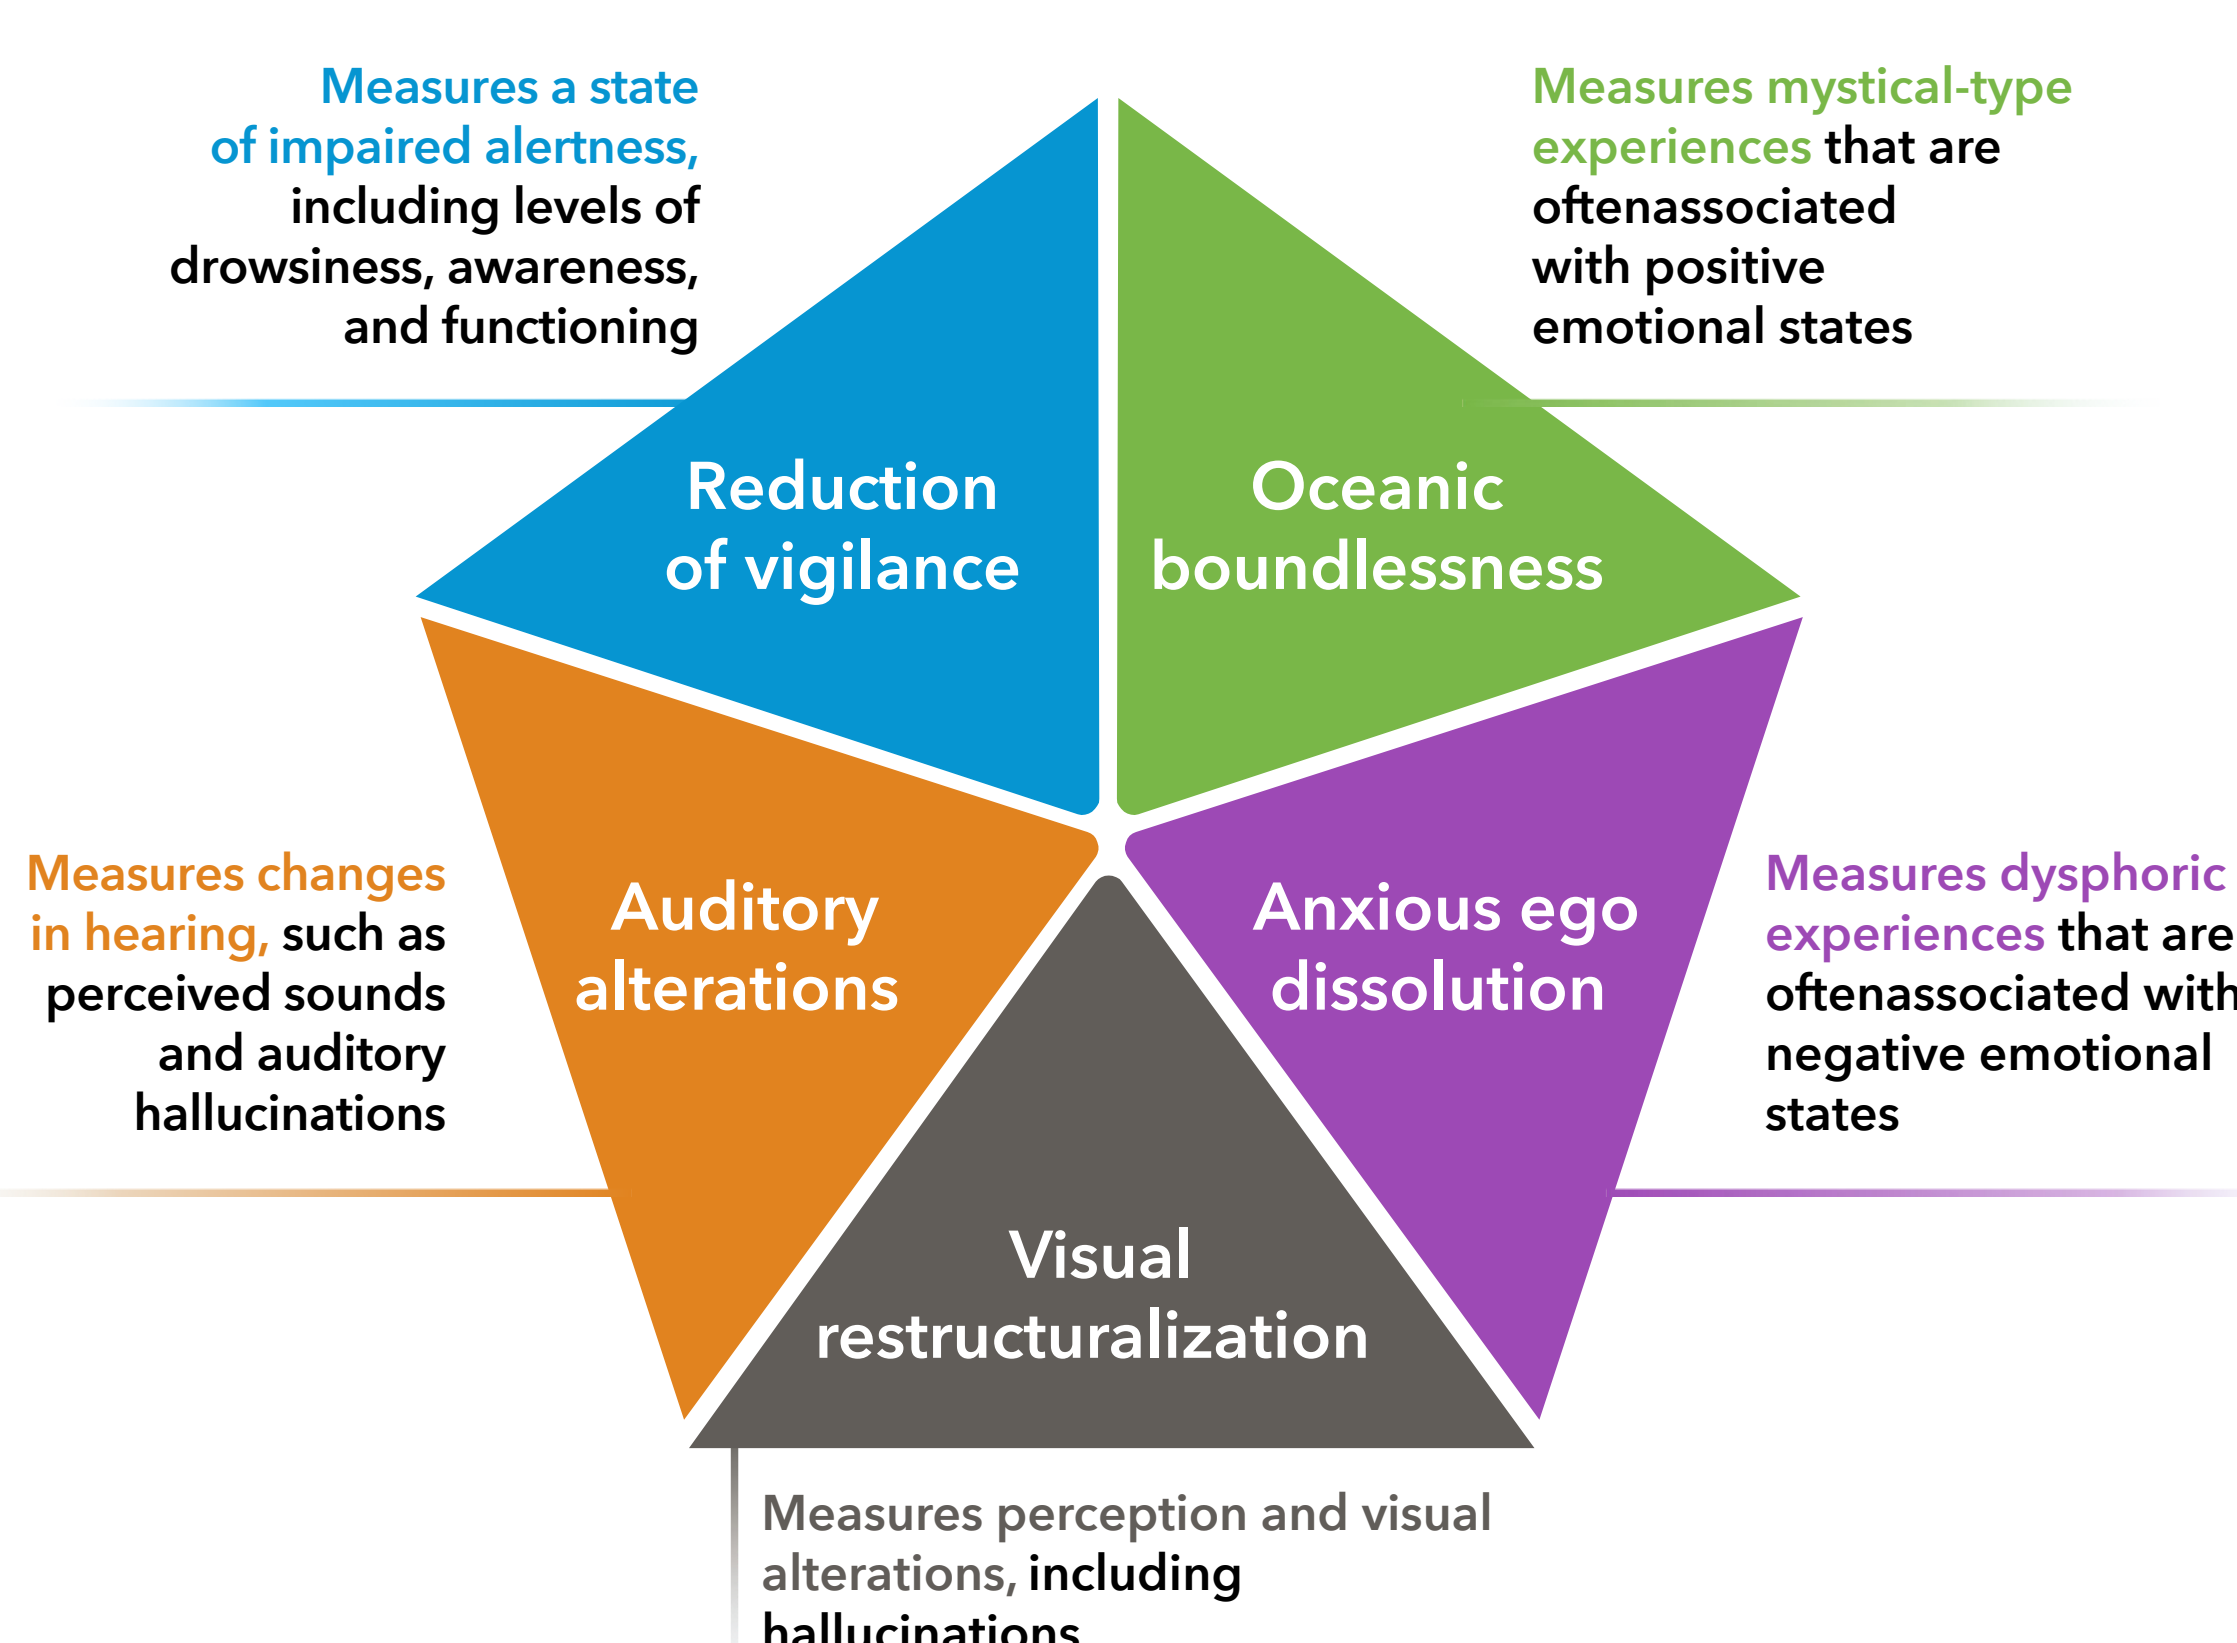 Measures a state
of impaired alertness,
including levels of
drowsiness, awareness,
and functioning
Measures mystical-type
experiences that are
oftenassociated
with positive
emotional states
Reduction
of vigilance
Oceanic
boundlessness
Measures changes
in hearing, such as
perceived sounds
and auditory
hallucinations
Auditory
alterations
Anxious ego
dissolution
Measures dysphoric
experiences that are
oftenassociated with
negative emotional
states
Visual
restructuralization
Measures perception and visual
alterations, including
hallucinations